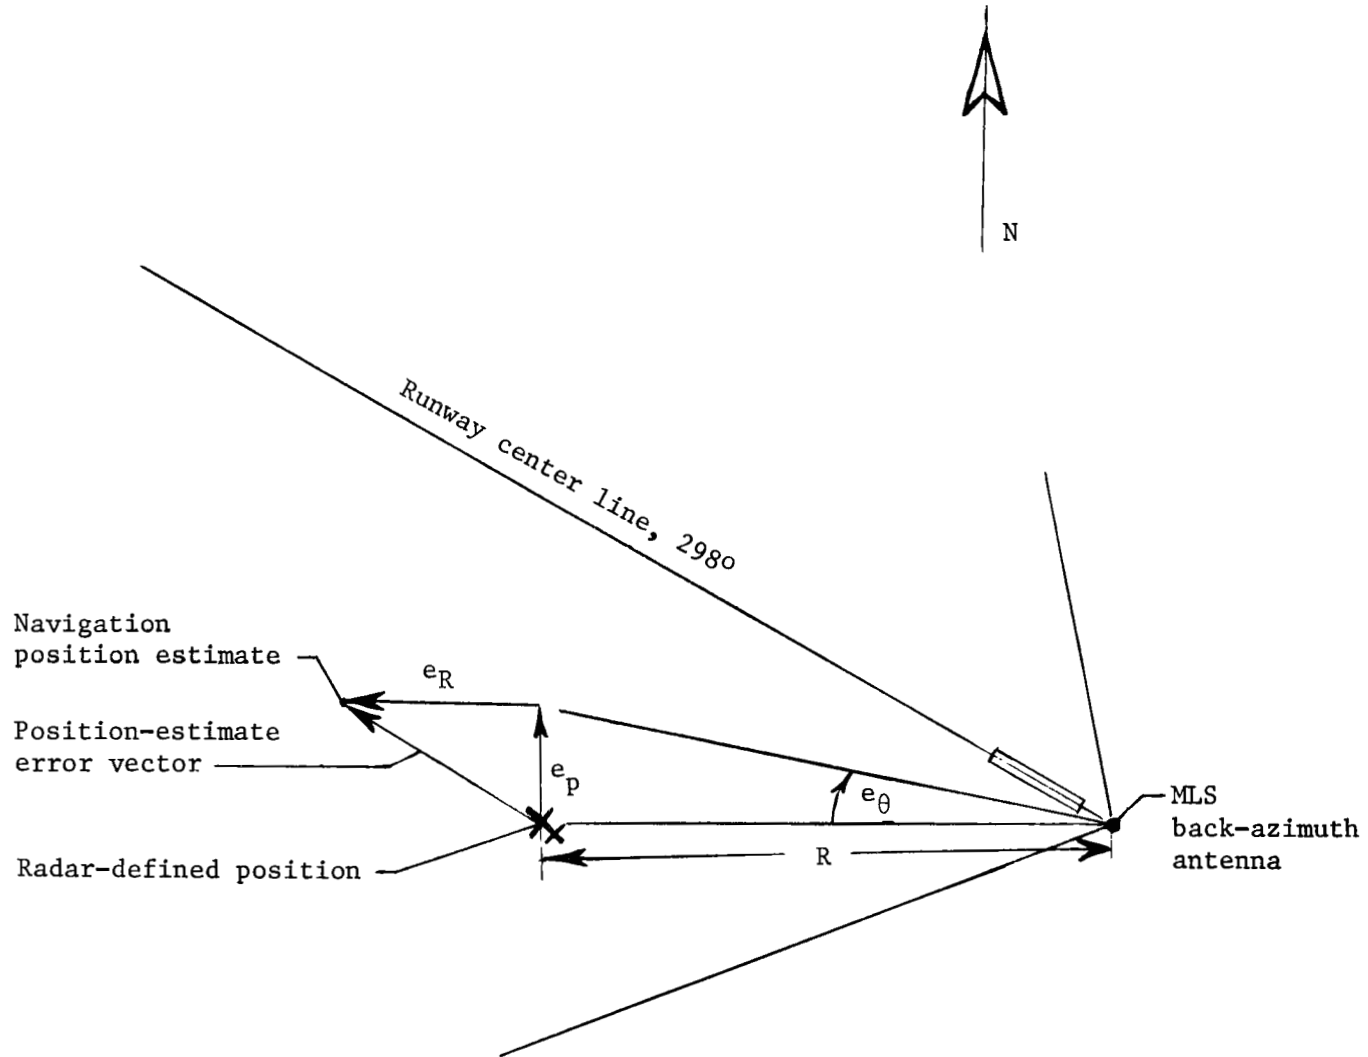 N
Runway center line, 298°
Navigation
position estimate
e_R
Position-estimate
error vector
e_p
e_θ
MLS
back-azimuth
antenna
R
Radar-defined position